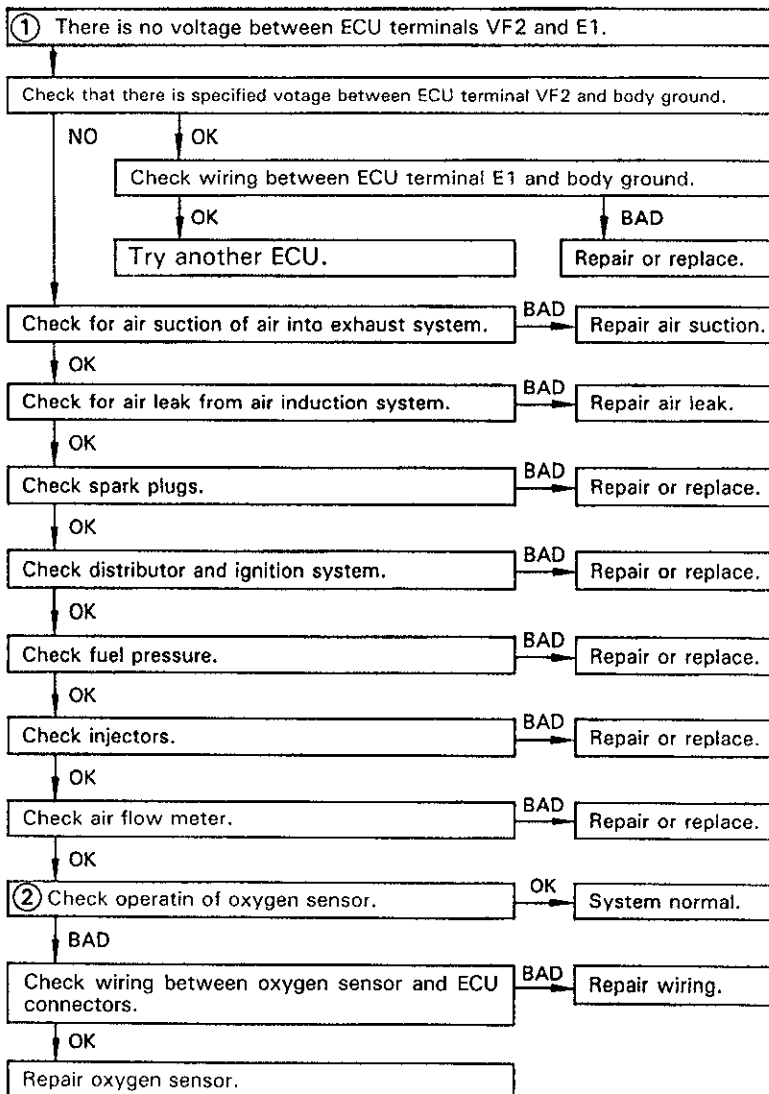 ① There is no voltage between ECU terminals VF2 and E1.
Check that there is specified votage between ECU terminal VF2 and body ground.
NO
OK
Check wiring between ECU terminal E1 and body ground.
OK
BAD
Try another ECU.
Repair or replace.
Check for air suction of air into exhaust system.
BAD
Repair air suction.
OK
Check for air leak from air induction system.
BAD
Repair air leak.
OK
Check spark plugs.
BAD
Repair or replace.
OK
Check distributor and ignition system.
BAD
Repair or replace.
OK
Check fuel pressure.
BAD
Repair or replace.
OK
Check injectors.
BAD
Repair or replace.
OK
Check air flow meter.
BAD
Repair or replace.
OK
② Check operatin of oxygen sensor.
OK
System normal.
BAD
Check wiring between oxygen sensor and ECU
connectors.
BAD
Repair wiring.
OK
Repair oxygen sensor.